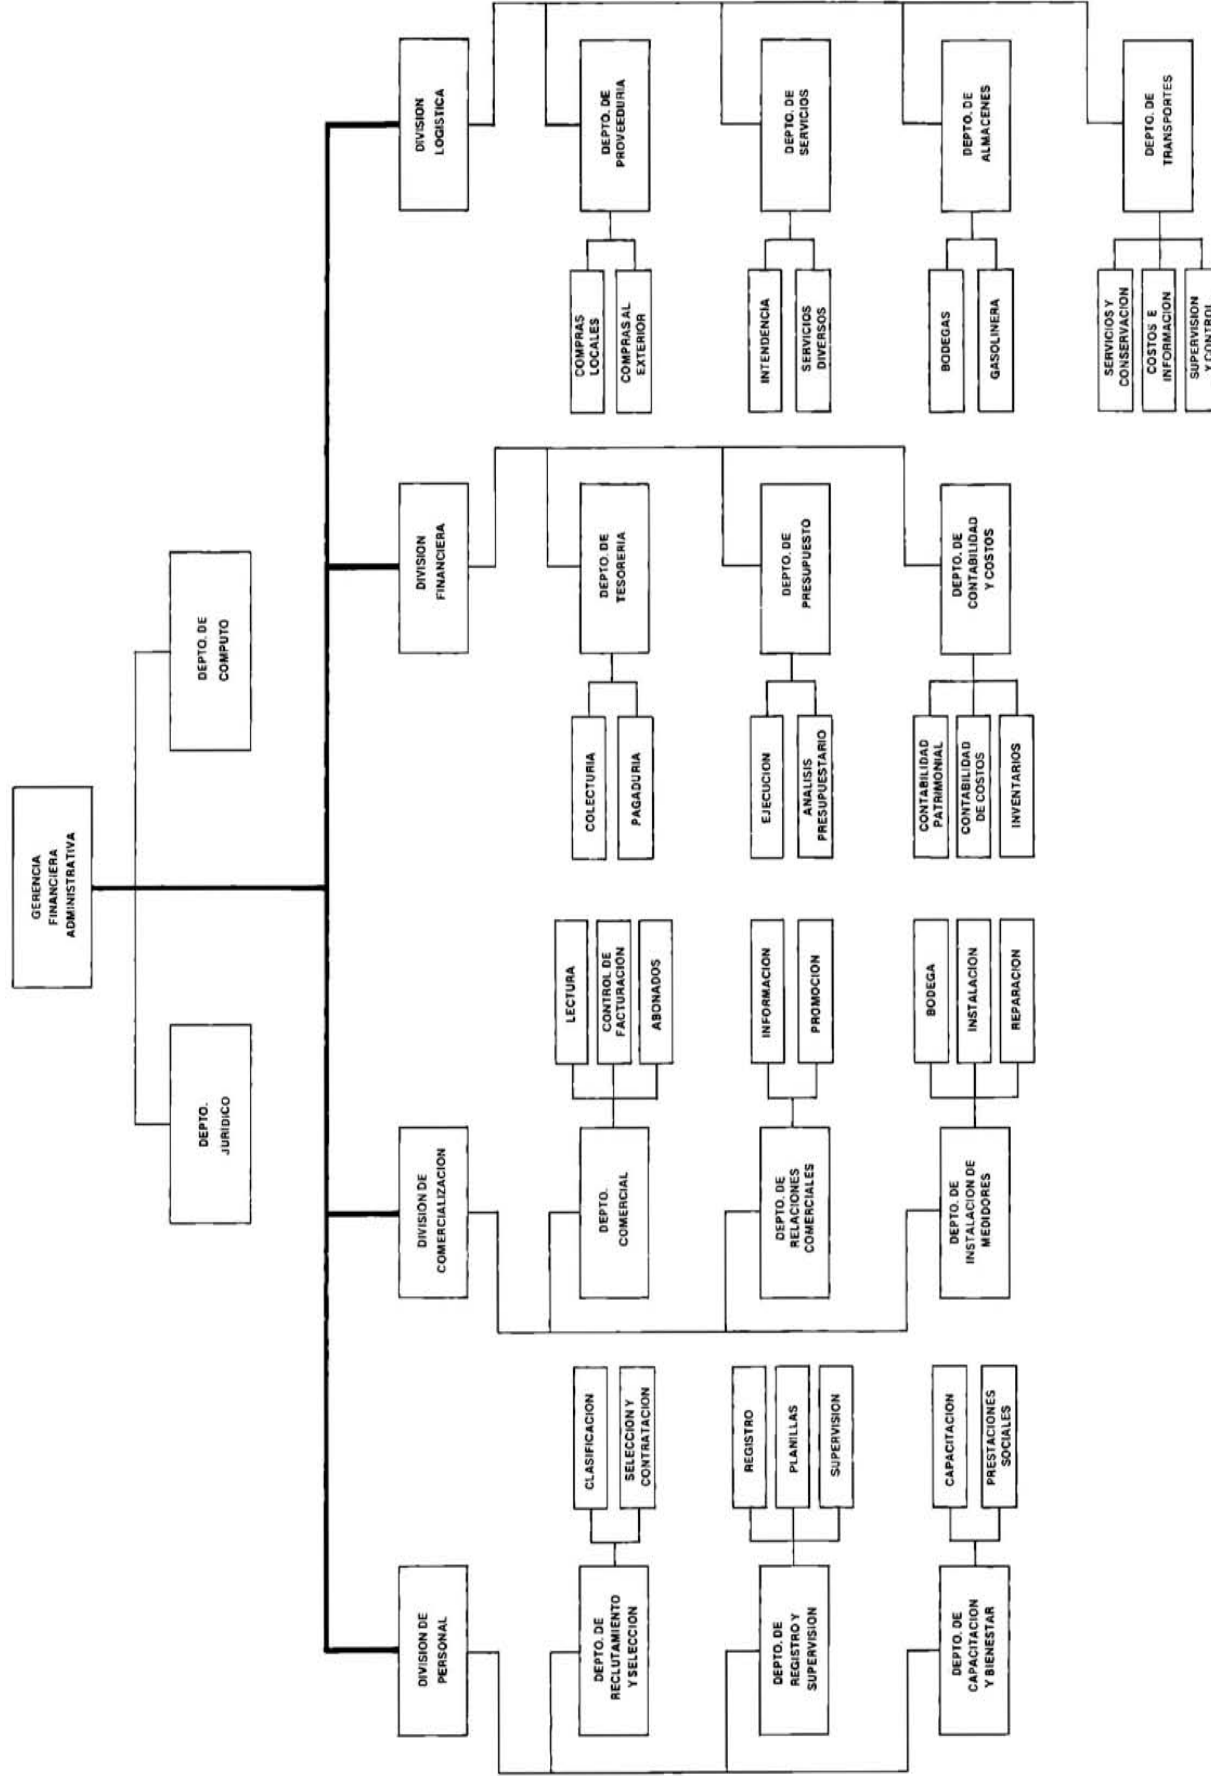 GERENCIA
FINANCIERA
ADMINISTRATIVA
DEPTO.
JURIDICO
DEPTO. DE
COMPUTO
DIVISION DE
PERSONAL
DIVISION DE
COMERCIALIZACION
DIVISION
FINANCIERA
DIVISION
LOGISTICA
DEPTO. DE
RECLUTAMIENTO
Y SELECCION
CLASIFICACION
SELECCION Y
CONTRATACION
DEPTO. DE
REGISTRO Y
SUPERVISION
REGISTRO
PLANILLAS
SUPERVISION
DEPTO. DE
CAPACITACION
Y BIENESTAR
CAPACITACION
PRESTACIONES
SOCIALES
DEPTO.
COMERCIAL
LECTURA
CONTROL DE
FACTURACION
ABONADOS
DEPTO. DE
RELACIONES
COMERCIALES
INFORMACION
PROMOCION
DEPTO. DE
INSTALACION DE
MEDIDORES
BODEGA
INSTALACION
REPARACION
DEPTO. DE
TESORERIA
COLECTURIA
PAGADURIA
DEPTO. DE
PRESUPUESTO
EJECUCION
ANALISIS
PRESUPUESTARIO
DEPTO. DE
CONTABILIDAD
Y COSTOS
CONTABILIDAD
PATRIMONIAL
CONTABILIDAD
DE COSTOS
INVENTARIOS
DEPTO. DE
PROVEEDURIA
COMPRAS
LOCALES
COMPRAS AL
EXTERIOR
DEPTO. DE
SERVICIOS
INTENDENCIA
SERVICIOS
DIVERSOS
DEPTO. DE
ALMACENES
BODEGAS
GASOLINERA
DEPTO. DE
TRANSPORTES
SERVICIOS Y
CONSERVACION
COSTOS E
INFORMACION
SUPERVISION
Y CONTROL